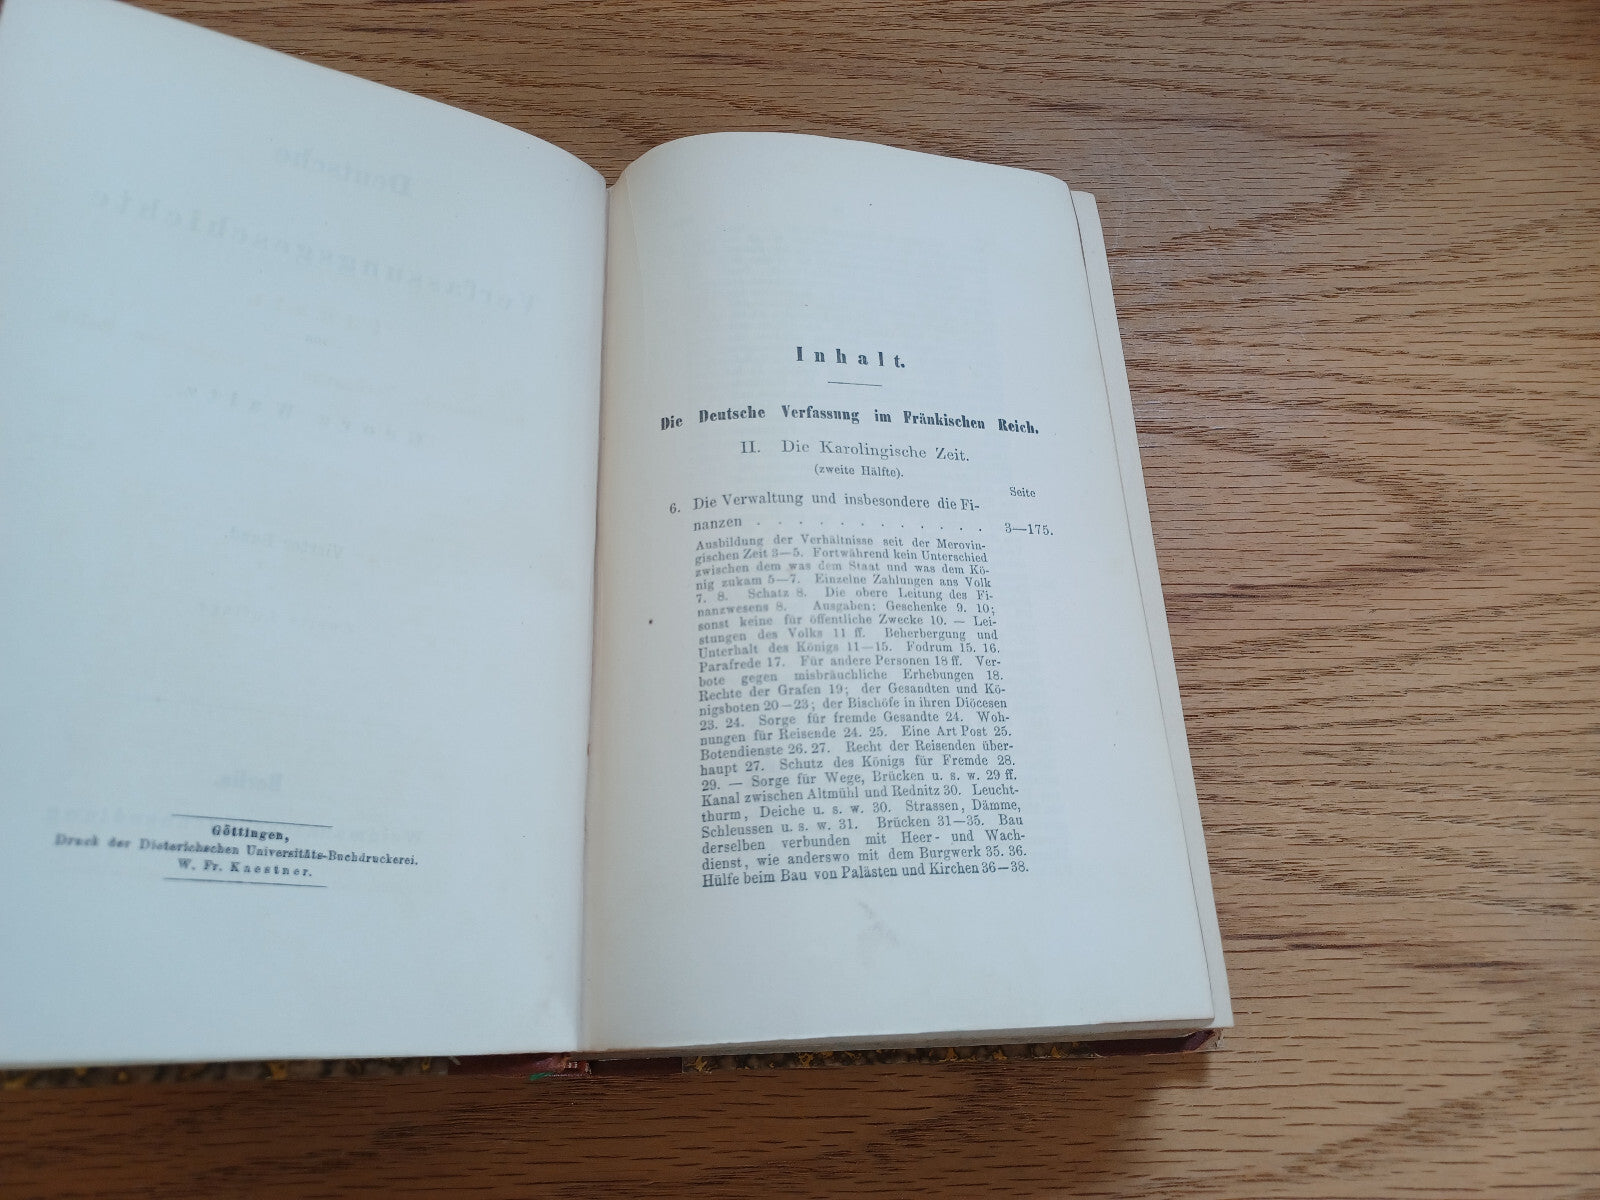 Göttingen,
Druck der Dieterichschen Universitäts-Buchdruckerei.
W. Fr. Kaestner.
Inhalt.
Die Deutsche Verfassung im Fränkischen Reich.
II. Die Karolingische Zeit.
(zweite Hälfte).
Seite
6. Die Verwaltung und insbesondere die Fi-
nanzen . . . . . . . . . . . . 3—175.
Ausbildung der Verhältnisse seit der Merovin-
gischen Zeit 3—5. Fortwährend kein Unterschied
zwischen dem was dem Staat und was dem Kö-
nig zukam 5—7. Einzelne Zahlungen ans Volk
7. 8. Schatz 8. Die obere Leitung des Fi-
nanzwesens 8. Ausgaben: Geschenke 9. 10;
sonst keine für öffentliche Zwecke 10. — Lei-
stungen des Volks 11 ff. Beherbergung und
Unterhalt des Königs 11—15. Fodrum 15. 16.
Parafrede 17. Für andere Personen 18 ff. Ver-
bote gegen misbräuchliche Erhebungen 18.
Rechte der Grafen 19; der Gesandten und Kö-
nigsboten 20—23; der Bischöfe in ihren Diöcesen
23. 24. Sorge für fremde Gesandte 24. Woh-
nungen für Reisende 24. 25. Eine Art Post 25.
Botendienste 26. 27. Recht der Reisenden über-
haupt 27. Schutz des Königs für Fremde 28.
29. — Sorge für Wege, Brücken u. s. w. 29 ff.
Kanal zwischen Altmühl und Rednitz 30. Leucht-
thurm, Deiche u. s. w. 30. Strassen, Dämme,
Schleussen u. s. w. 31. Brücken 31—35. Bau
derselben verbunden mit Heer- und Wach-
dienst, wie anderswo mit dem Burgwerk 35. 36.
Hülfe beim Bau von Palästen und Kirchen 36—38.